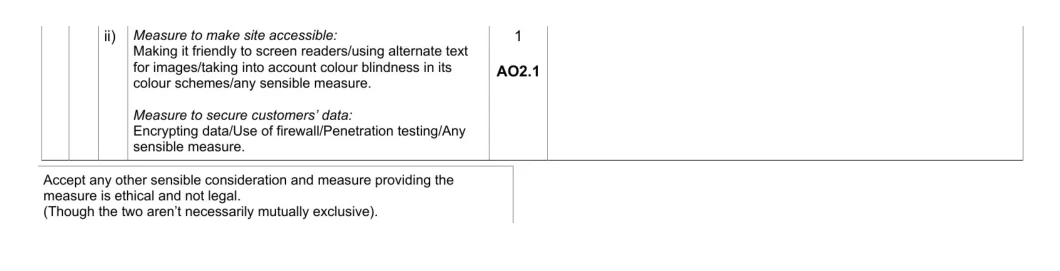 ii) Measure to make site accessible: 1
Making it friendly to screen readers/using alternate text
for images/taking into account colour blindness in its
colour schemes/any sensible measure.
AO2.1
Measure to secure customers' data:
Encrypting data/Use of firewall/Penetration testing/Any
sensible measure.
Accept any other sensible consideration and measure providing the
measure is ethical and not legal.
(Though the two aren't necessarily mutually exclusive).